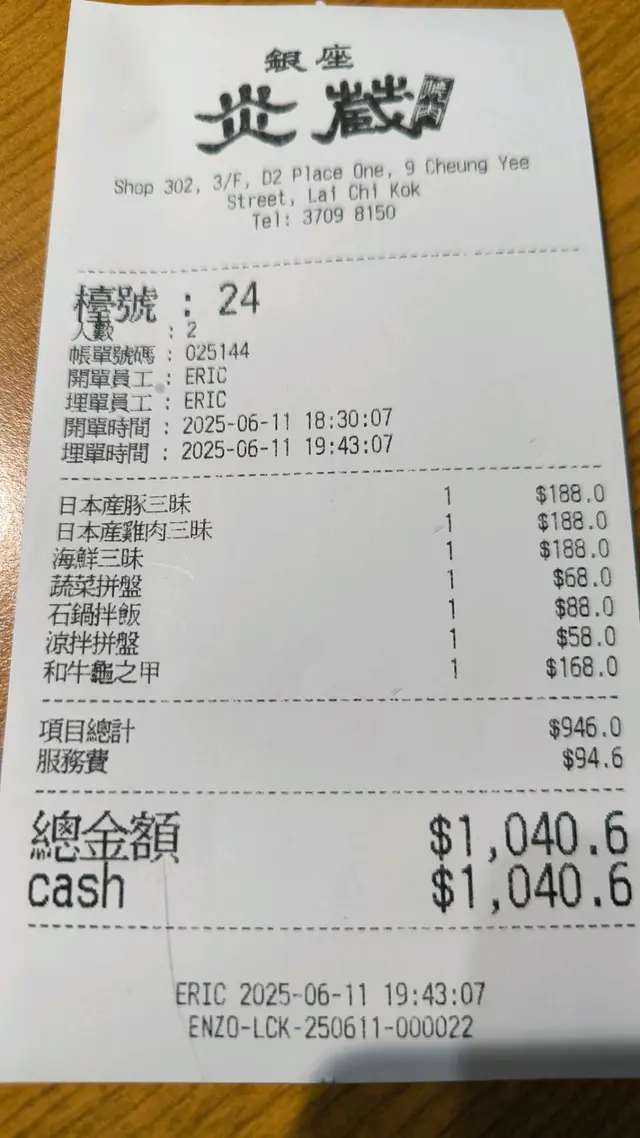 銀座
炎蔵 燒肉
Shop 302, 3/F, D2 Place One, 9 Cheung Yee
Street, Lai Chi Kok
Tel: 3709 8150
檯號 : 24
人數 : 2
帳單號碼 : 025144
開單員工 : ERIC
埋單員工 : ERIC
開單時間 : 2025-06-11 18:30:07
埋單時間 : 2025-06-11 19:43:07
日本産豚三昧 1 $188.0
日本産雞肉三昧 1 $188.0
海鮮三昧 1 $188.0
蔬菜拼盤 1 $68.0
石鍋拌飯 1 $88.0
涼拌拼盤 1 $58.0
和牛龜之甲 1 $168.0
項目總計 $946.0
服務費 $94.6
總金額 $1,040.6
cash $1,040.6
ERIC 2025-06-11 19:43:07
ENZO-LCK-250611-000022